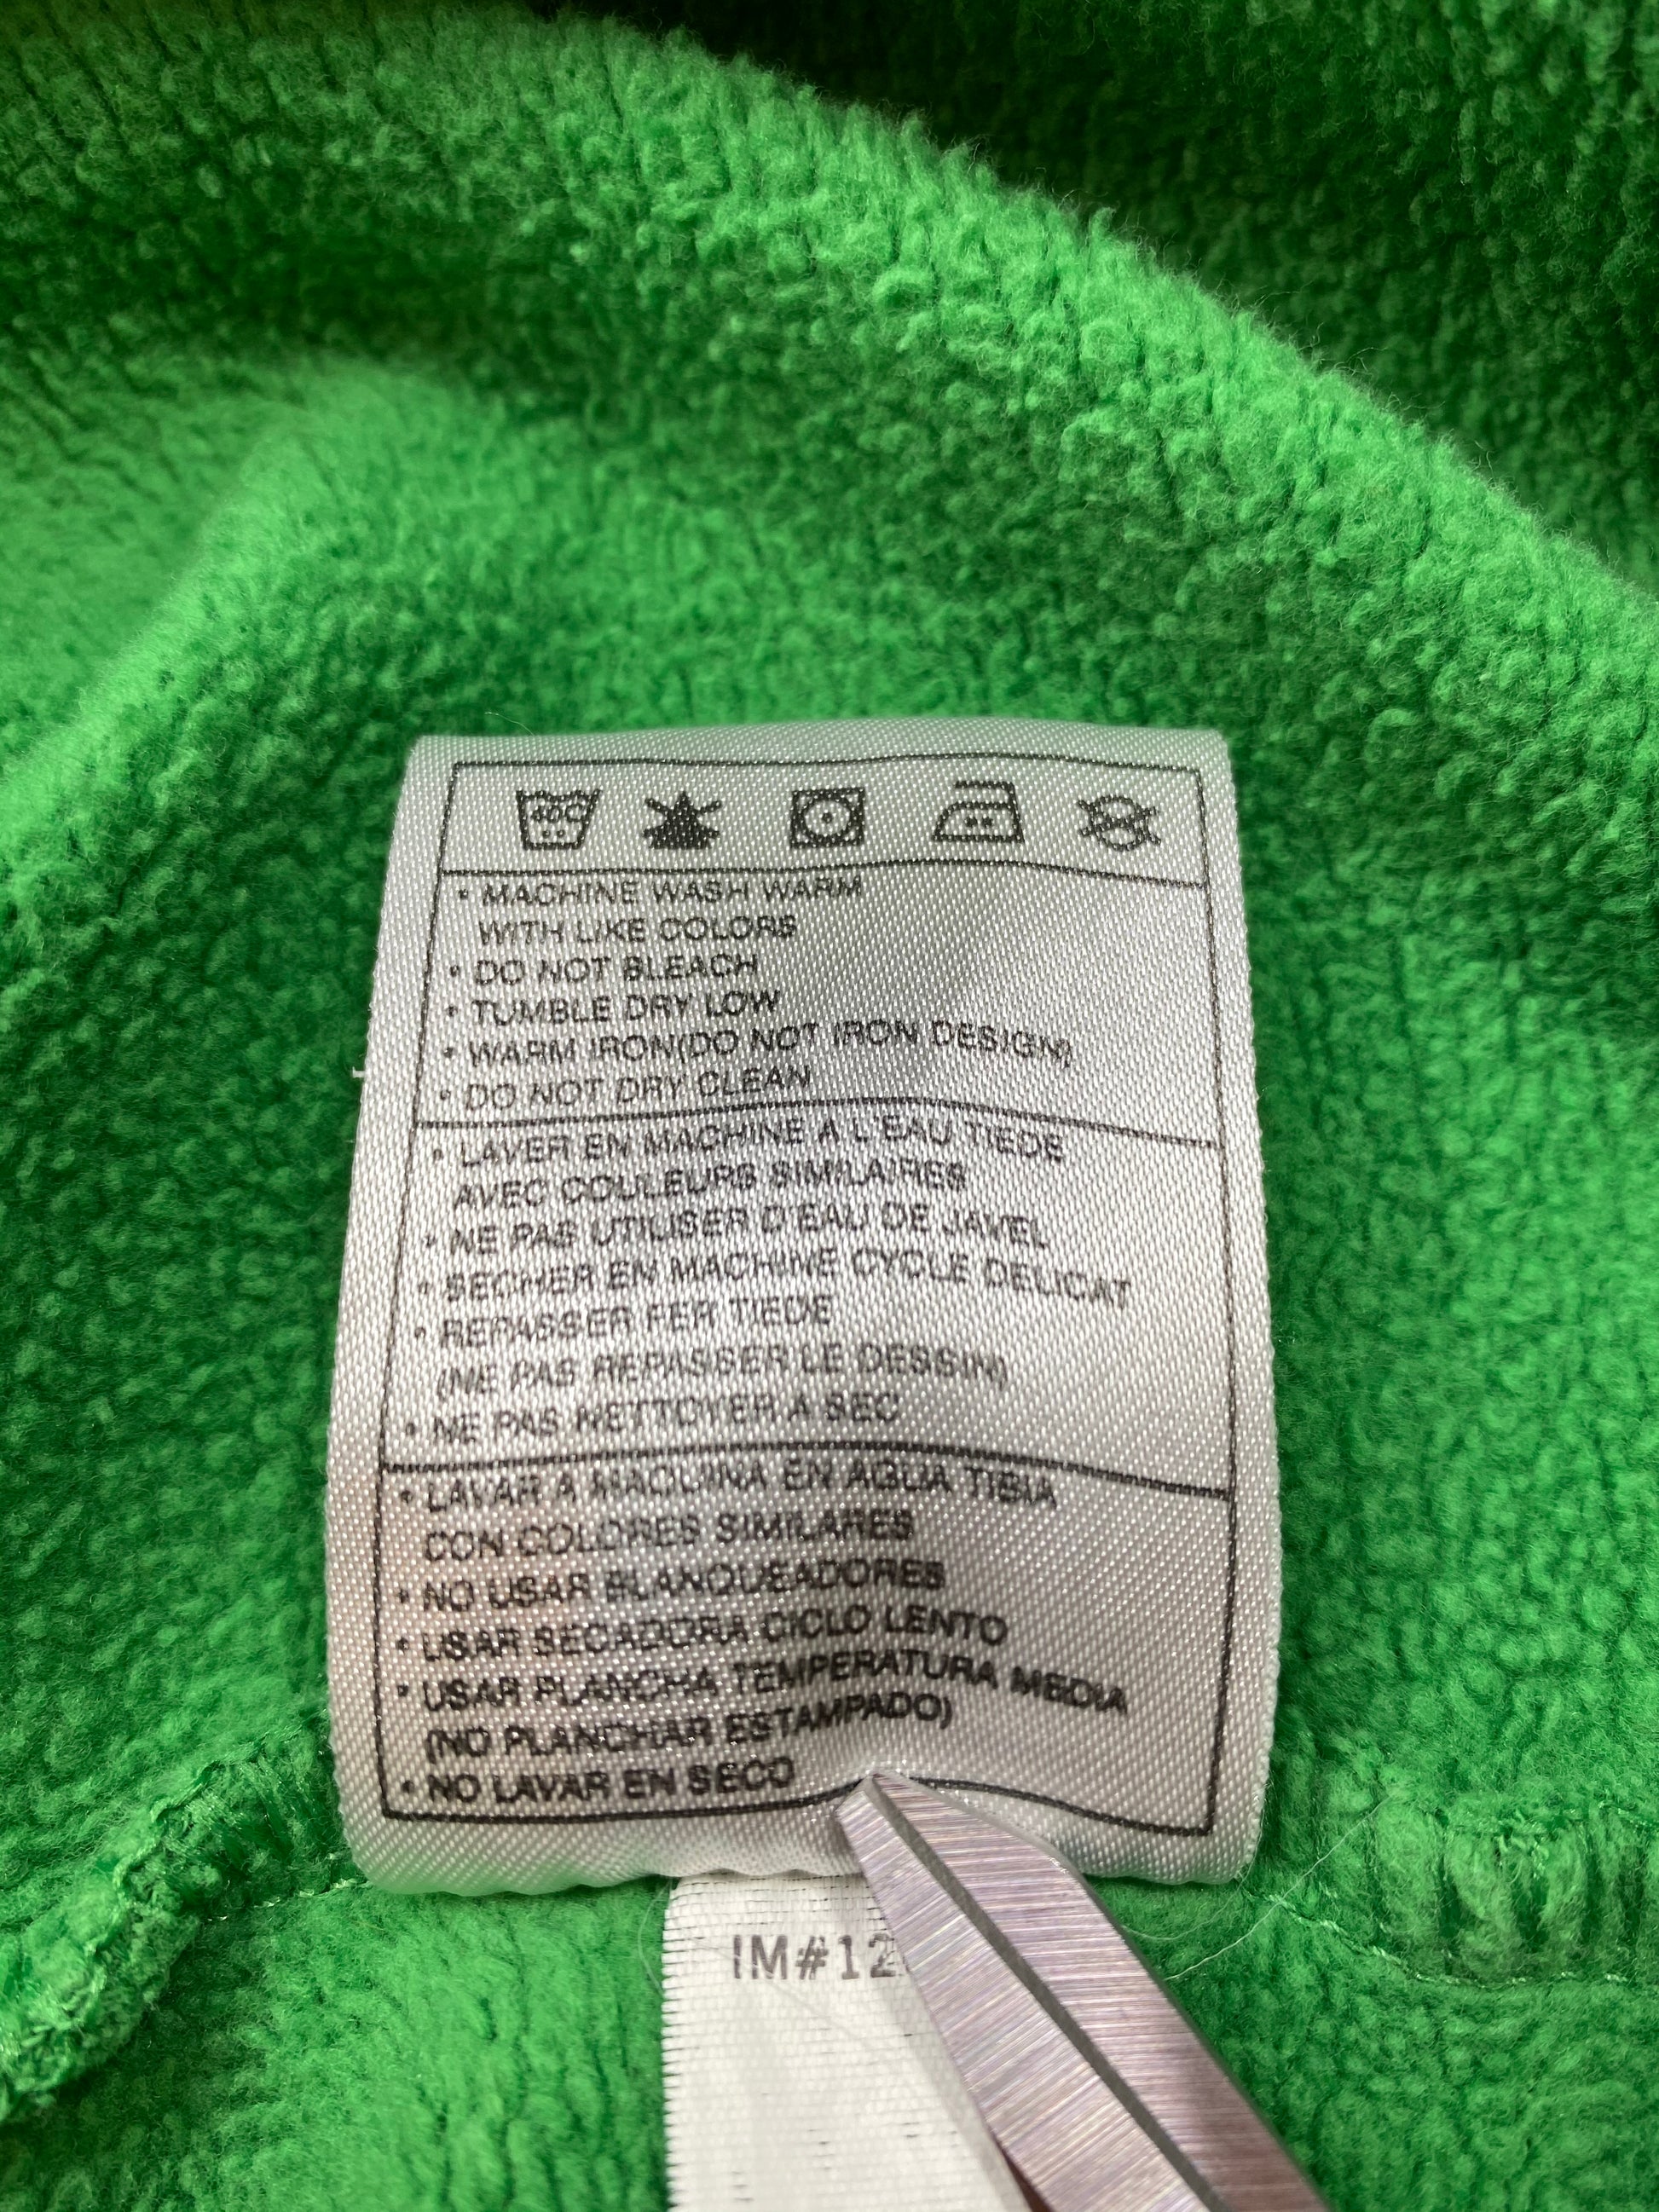 40C
• MACHINE WASH WARM
WITH LIKE COLORS
• DO NOT BLEACH
• TUMBLE DRY LOW
• WARM IRON(DO NOT IRON DESIGN)
• DO NOT DRY CLEAN
• LAVER EN MACHINE A L'EAU TIEDE
AVEC COULEURS SIMILAIRES
• NE PAS UTILISER D'EAU DE JAVEL
• SECHER EN MACHINE CYCLE DELICAT
• REPASSER FER TIEDE
(NE PAS REPASSER LE DESSIN)
• NE PAS NETTOYER A SEC
• LAVAR A MAQUINA EN AGUA TIBIA
CON COLORES SIMILARES
• NO USAR BLANQUEADORES
• USAR SECADORA CICLO LENTO
• USAR PLANCHA TEMPERATURA MEDIA
(NO PLANCHAR ESTAMPADO)
• NO LAVAR EN SECO
IM#12